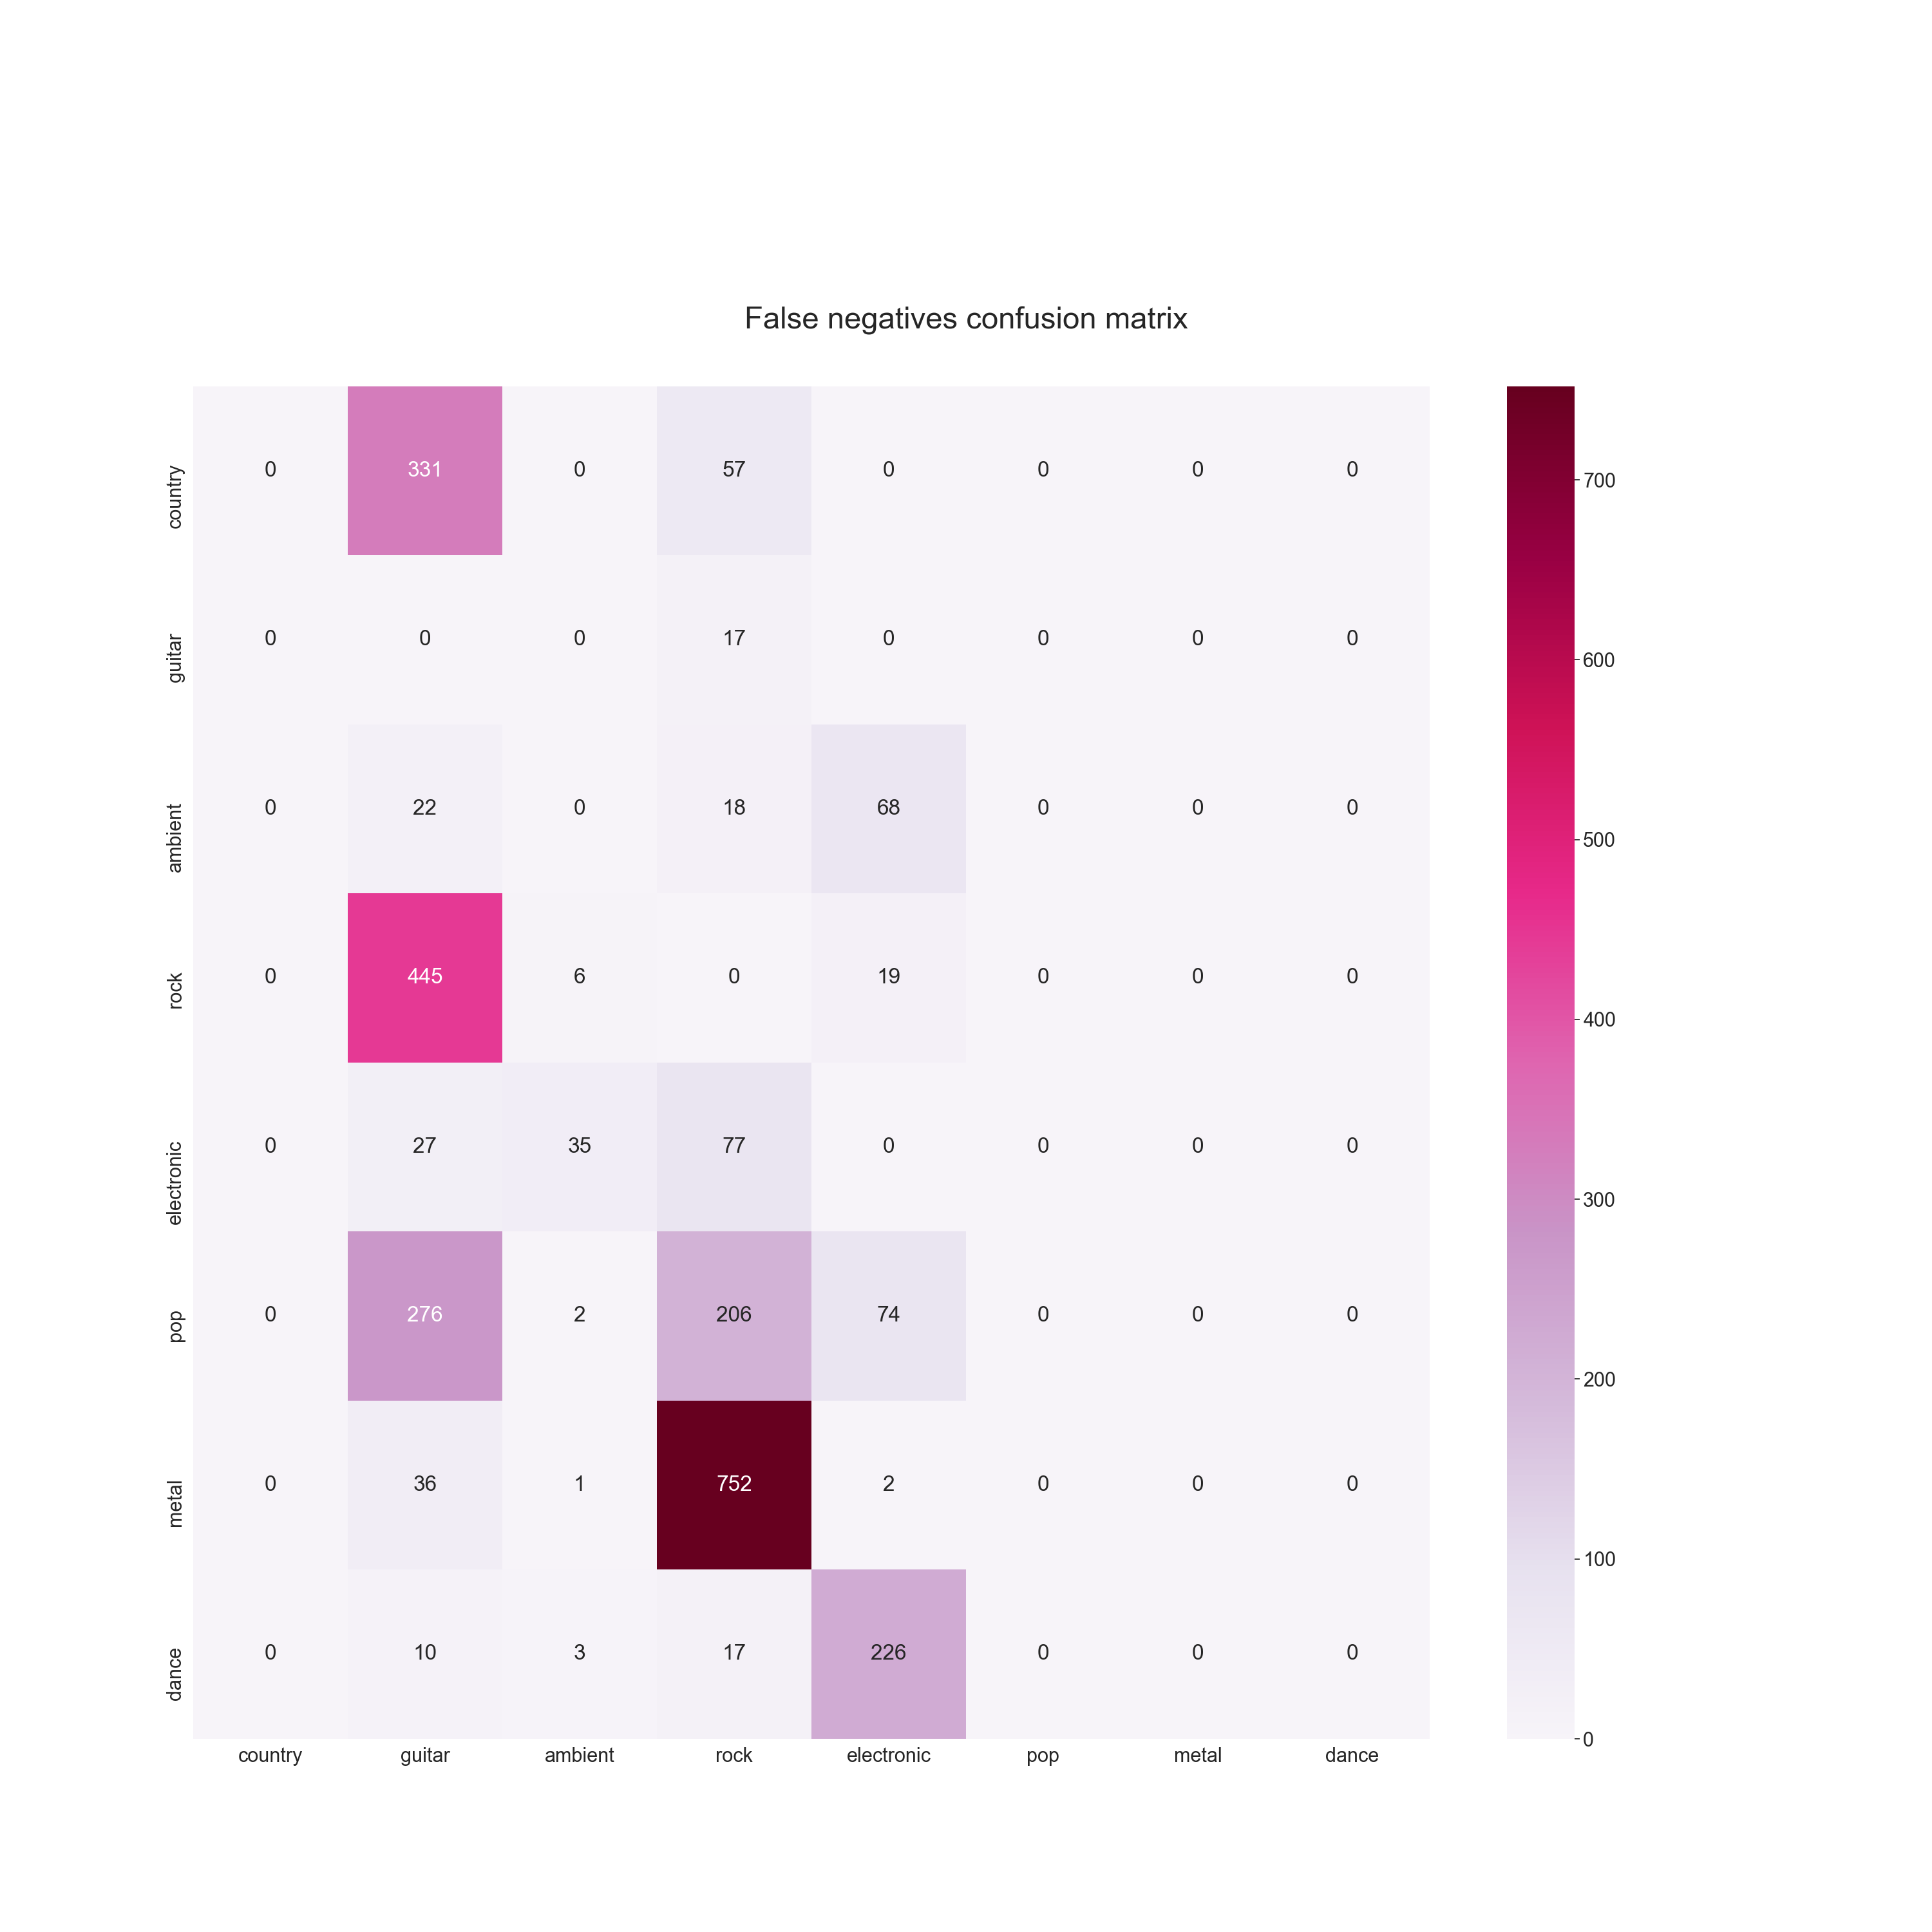 False negatives confusion matrix
country 0 331 0 57 0 0 0 0
guitar 0 0 0 17 0 0 0 0
ambient 0 22 0 18 68 0 0 0
rock 0 445 6 0 19 0 0 0
electronic 0 27 35 77 0 0 0 0
pop 0 276 2 206 74 0 0 0
metal 0 36 1 752 2 0 0 0
dance 0 10 3 17 226 0 0 0
country guitar ambient rock electronic pop metal dance
700
600
500
400
300
200
100
0